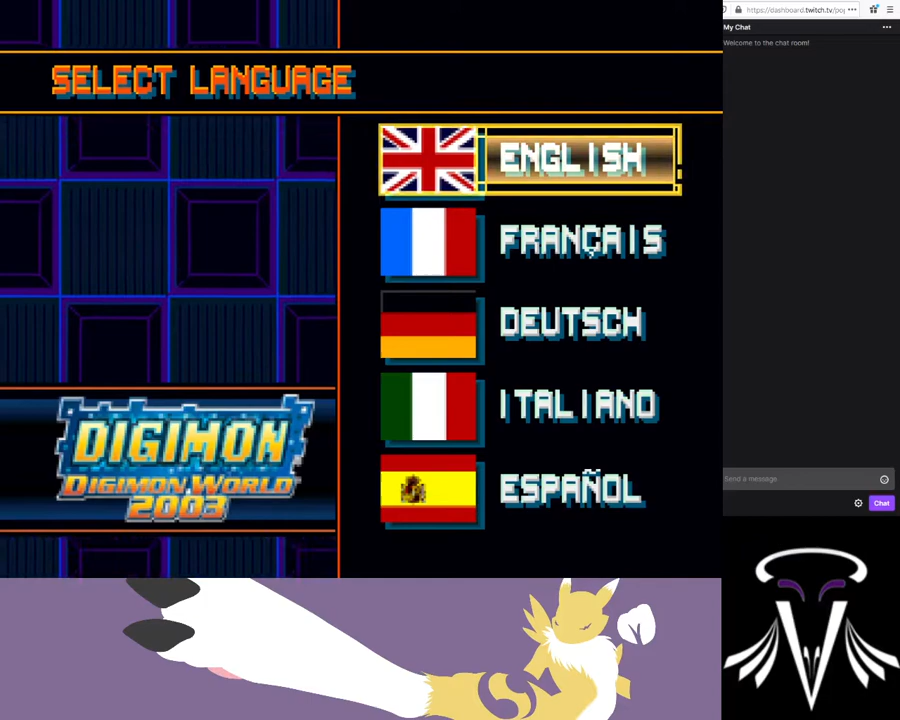 https://dashboard.twitch.tv/po
My Chat
Welcome to the chat room!
SELECT LANGUAGE
ENGLISH
FRANÇAIS
DEUTSCH
ITALIANO
ESPAÑOL
DIGIMON
DIGIMON WORLD
2003
Send a message
Chat